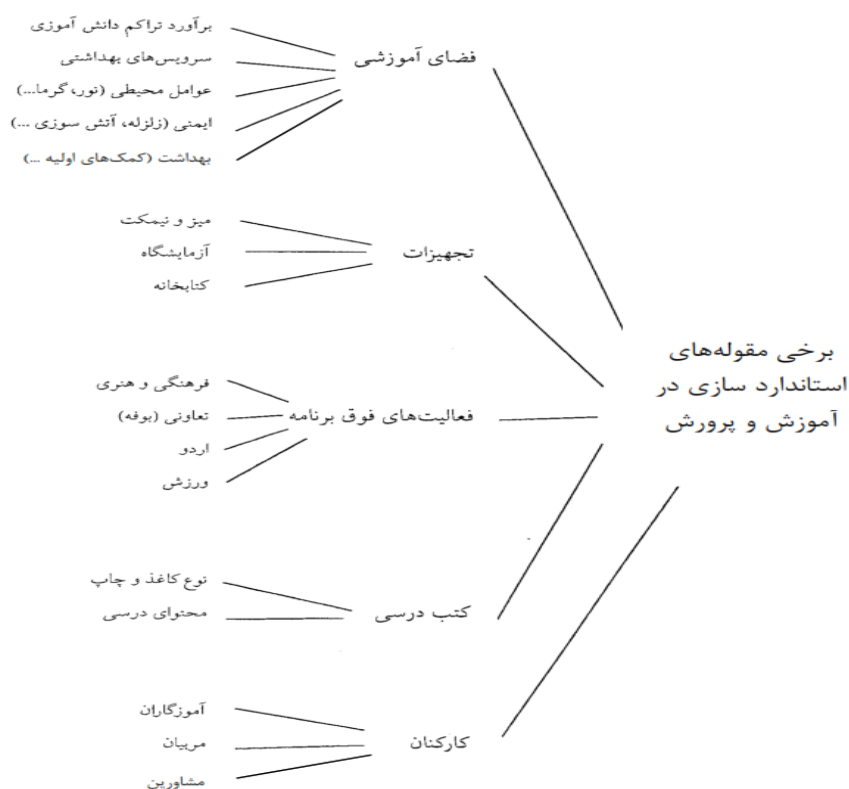 برخی مقوله‌های
استاندارد سازی در
آموزش و پرورش
فضای آموزشی
برآورد تراکم دانش آموزی
سرویس‌های بهداشتی
عوامل محیطی (نور، گرما...)
ایمنی (زلزله، آتش سوزی ...)
بهداشت (کمک‌های اولیه ...)
تجهیزات
میز و نیمکت
آزمایشگاه
کتابخانه
فعالیت‌های فوق برنامه
فرهنگی و هنری
تعاونی (بوفه)
اردو
ورزش
کتب درسی
نوع کاغذ و چاپ
محتوای درسی
کارکنان
آموزگاران
مربیان
مشاورین